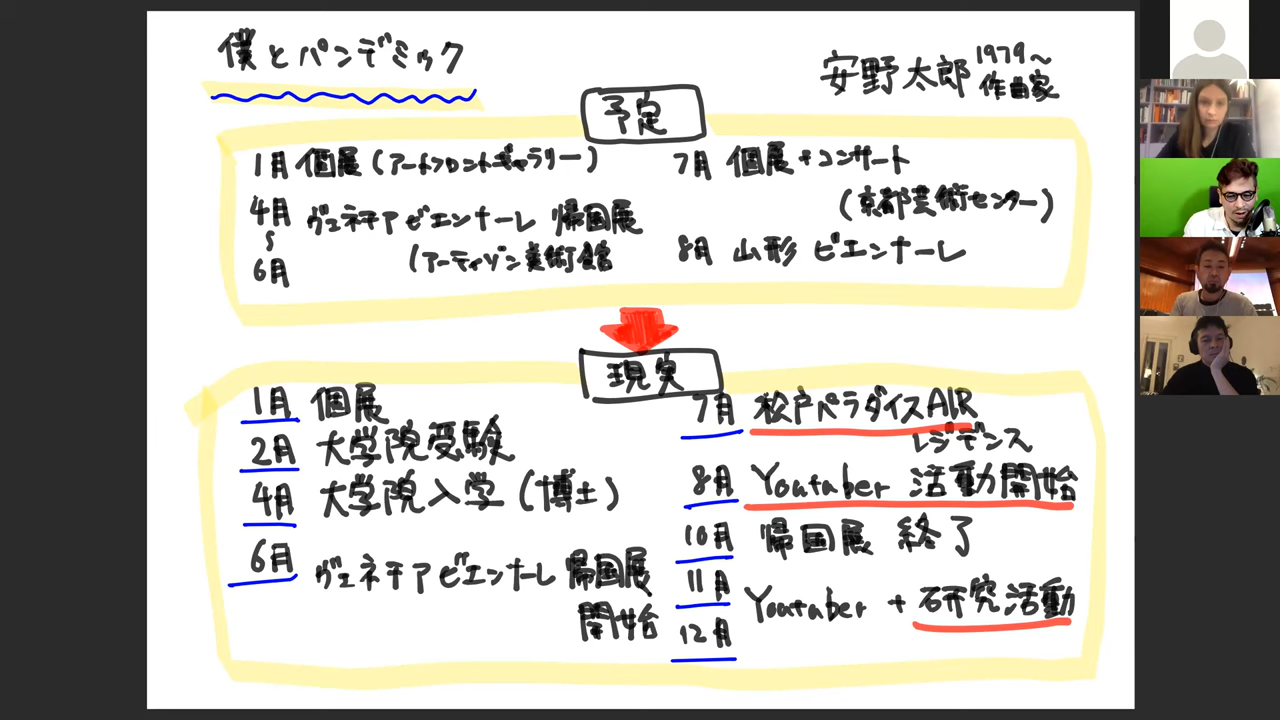 僕とパンデミック
安野太郎 1979~
作曲家
予定
1月 個展 (アートフロントギャラリー)
4月
〜
6月
ヴェネチアビエンナーレ 帰国展
(アーティゾン美術館
7月 個展+コンサート
(京都芸術センター)
8月 山形 ビエンナーレ
現実
1月 個展
2月 大学院受験
4月 大学院入学 (博士)
6月 ヴェネチアビエンナーレ 帰国展
開始
7月 松戸パラダイスAIR
レジデンス
8月 Youtaber 活動開始
10月 帰国展 終了
11月
12月
Youtaber + 研究活動